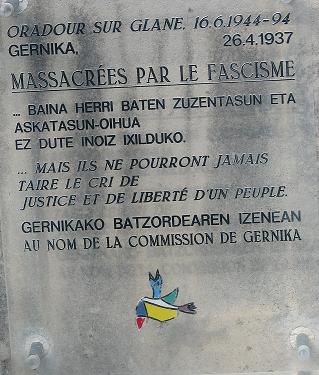 ORADOUR SUR GLANE, 16.6.1944-94
GERNIKA, 26.4.1937
MASSACRÉES PAR LE FASCISME
... BAINA HERRI BATEN ZUZENTASUN ETA
ASKATASUN-OIHUA
EZ DUTE INOIZ IXILDUKO.
... MAIS ILS NE POURRONT JAMAIS
TAIRE LE CRI DE
JUSTICE ET DE LIBERTÉ D'UN PEUPLE.
GERNIKAKO BATZORDEAREN IZENEAN
AU NOM DE LA COMMISSION DE GERNIKA